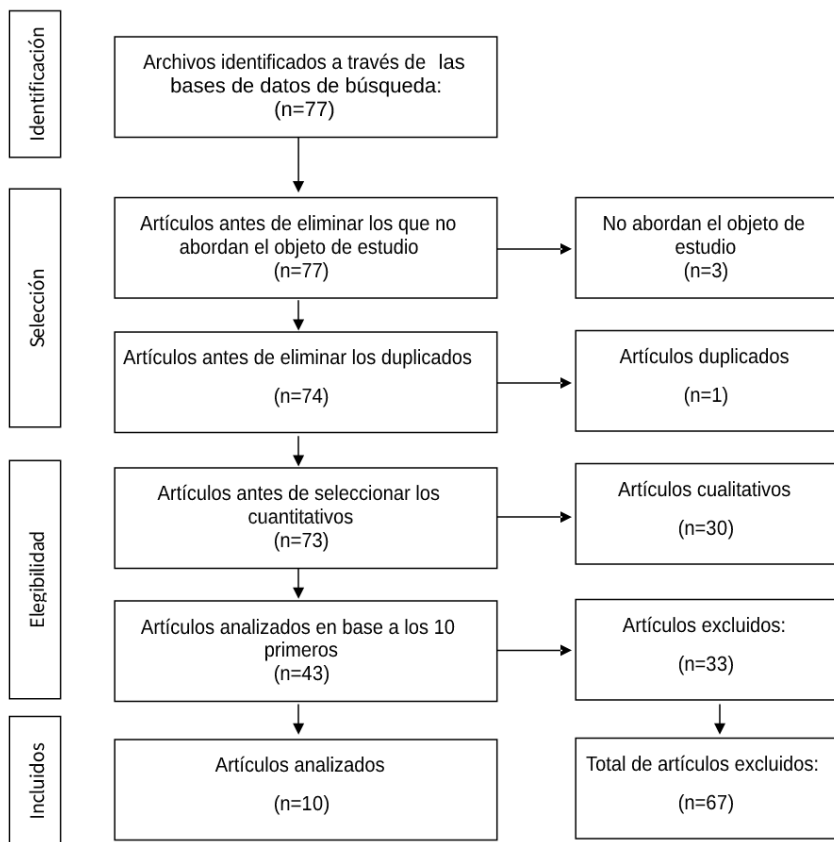 Identificación
Archivos identificados a través de las
bases de datos de búsqueda:
(n=77)
Selección
Artículos antes de eliminar los que no
abordan el objeto de estudio
(n=77)
No abordan el objeto de
estudio
(n=3)
Artículos antes de eliminar los duplicados
(n=74)
Artículos duplicados
(n=1)
Elegibilidad
Artículos antes de seleccionar los
cuantitativos
(n=73)
Artículos cualitativos
(n=30)
Artículos analizados en base a los 10
primeros
(n=43)
Artículos excluidos:
(n=33)
Incluidos
Artículos analizados
(n=10)
Total de artículos excluidos:
(n=67)